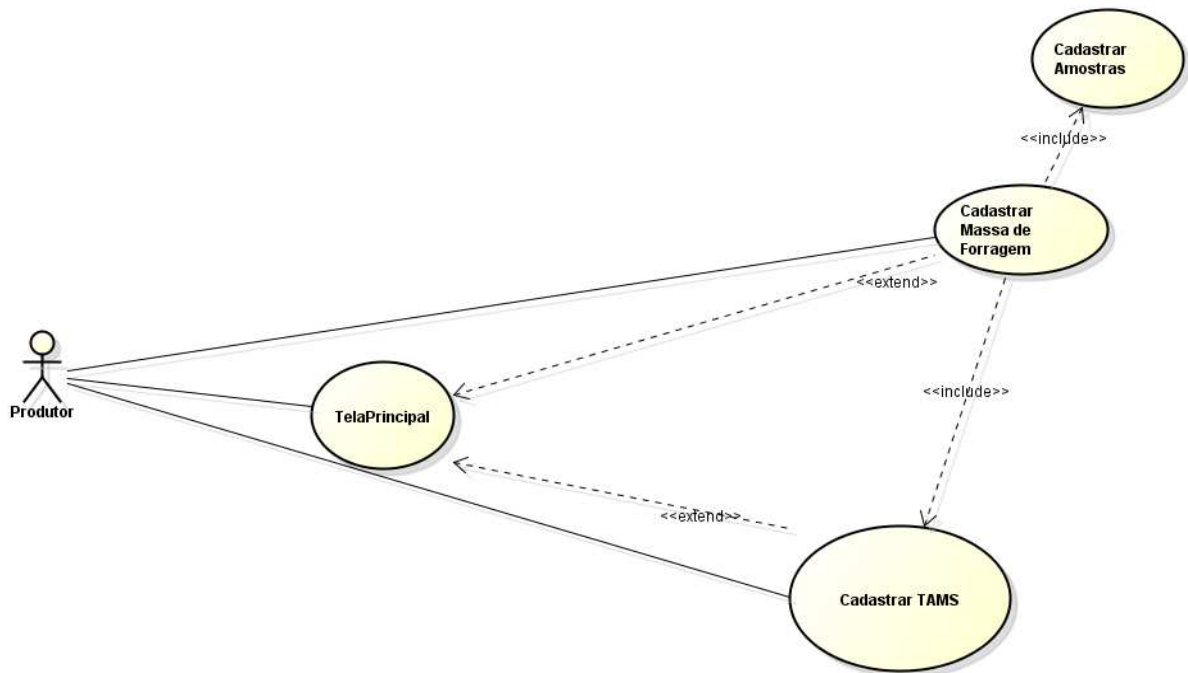 Cadastrar
Amostras
<<include>>
Cadastrar
Massa de
Forragem
<<extend>>
Produtor
TelaPrincipal
<<include>>
<<extend>>
Cadastrar TAMS